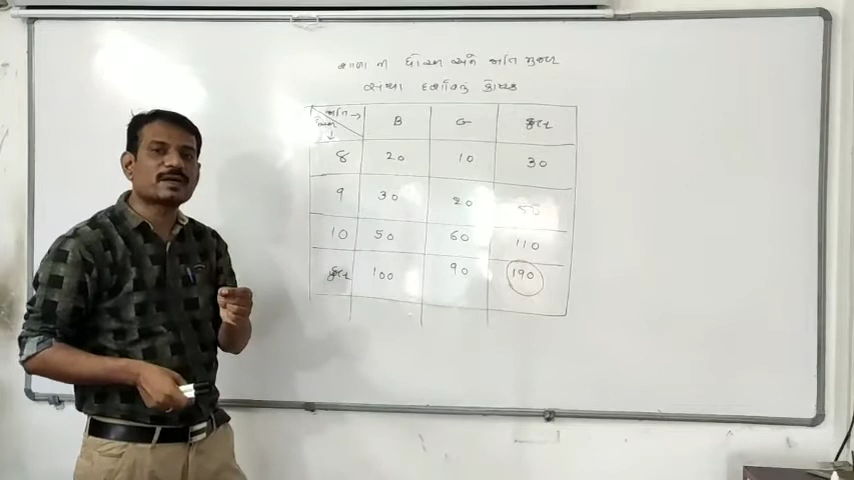 શાળા ના ધોરણ અને જાતિ મુજબ
સંખ્યા દર્શાવતું કોષ્ટક
જાતિ → B G કુલ
ધોરણ ↓
8 20 10 30
9 30 20 50
10 50 60 110
કુલ 100 90 190